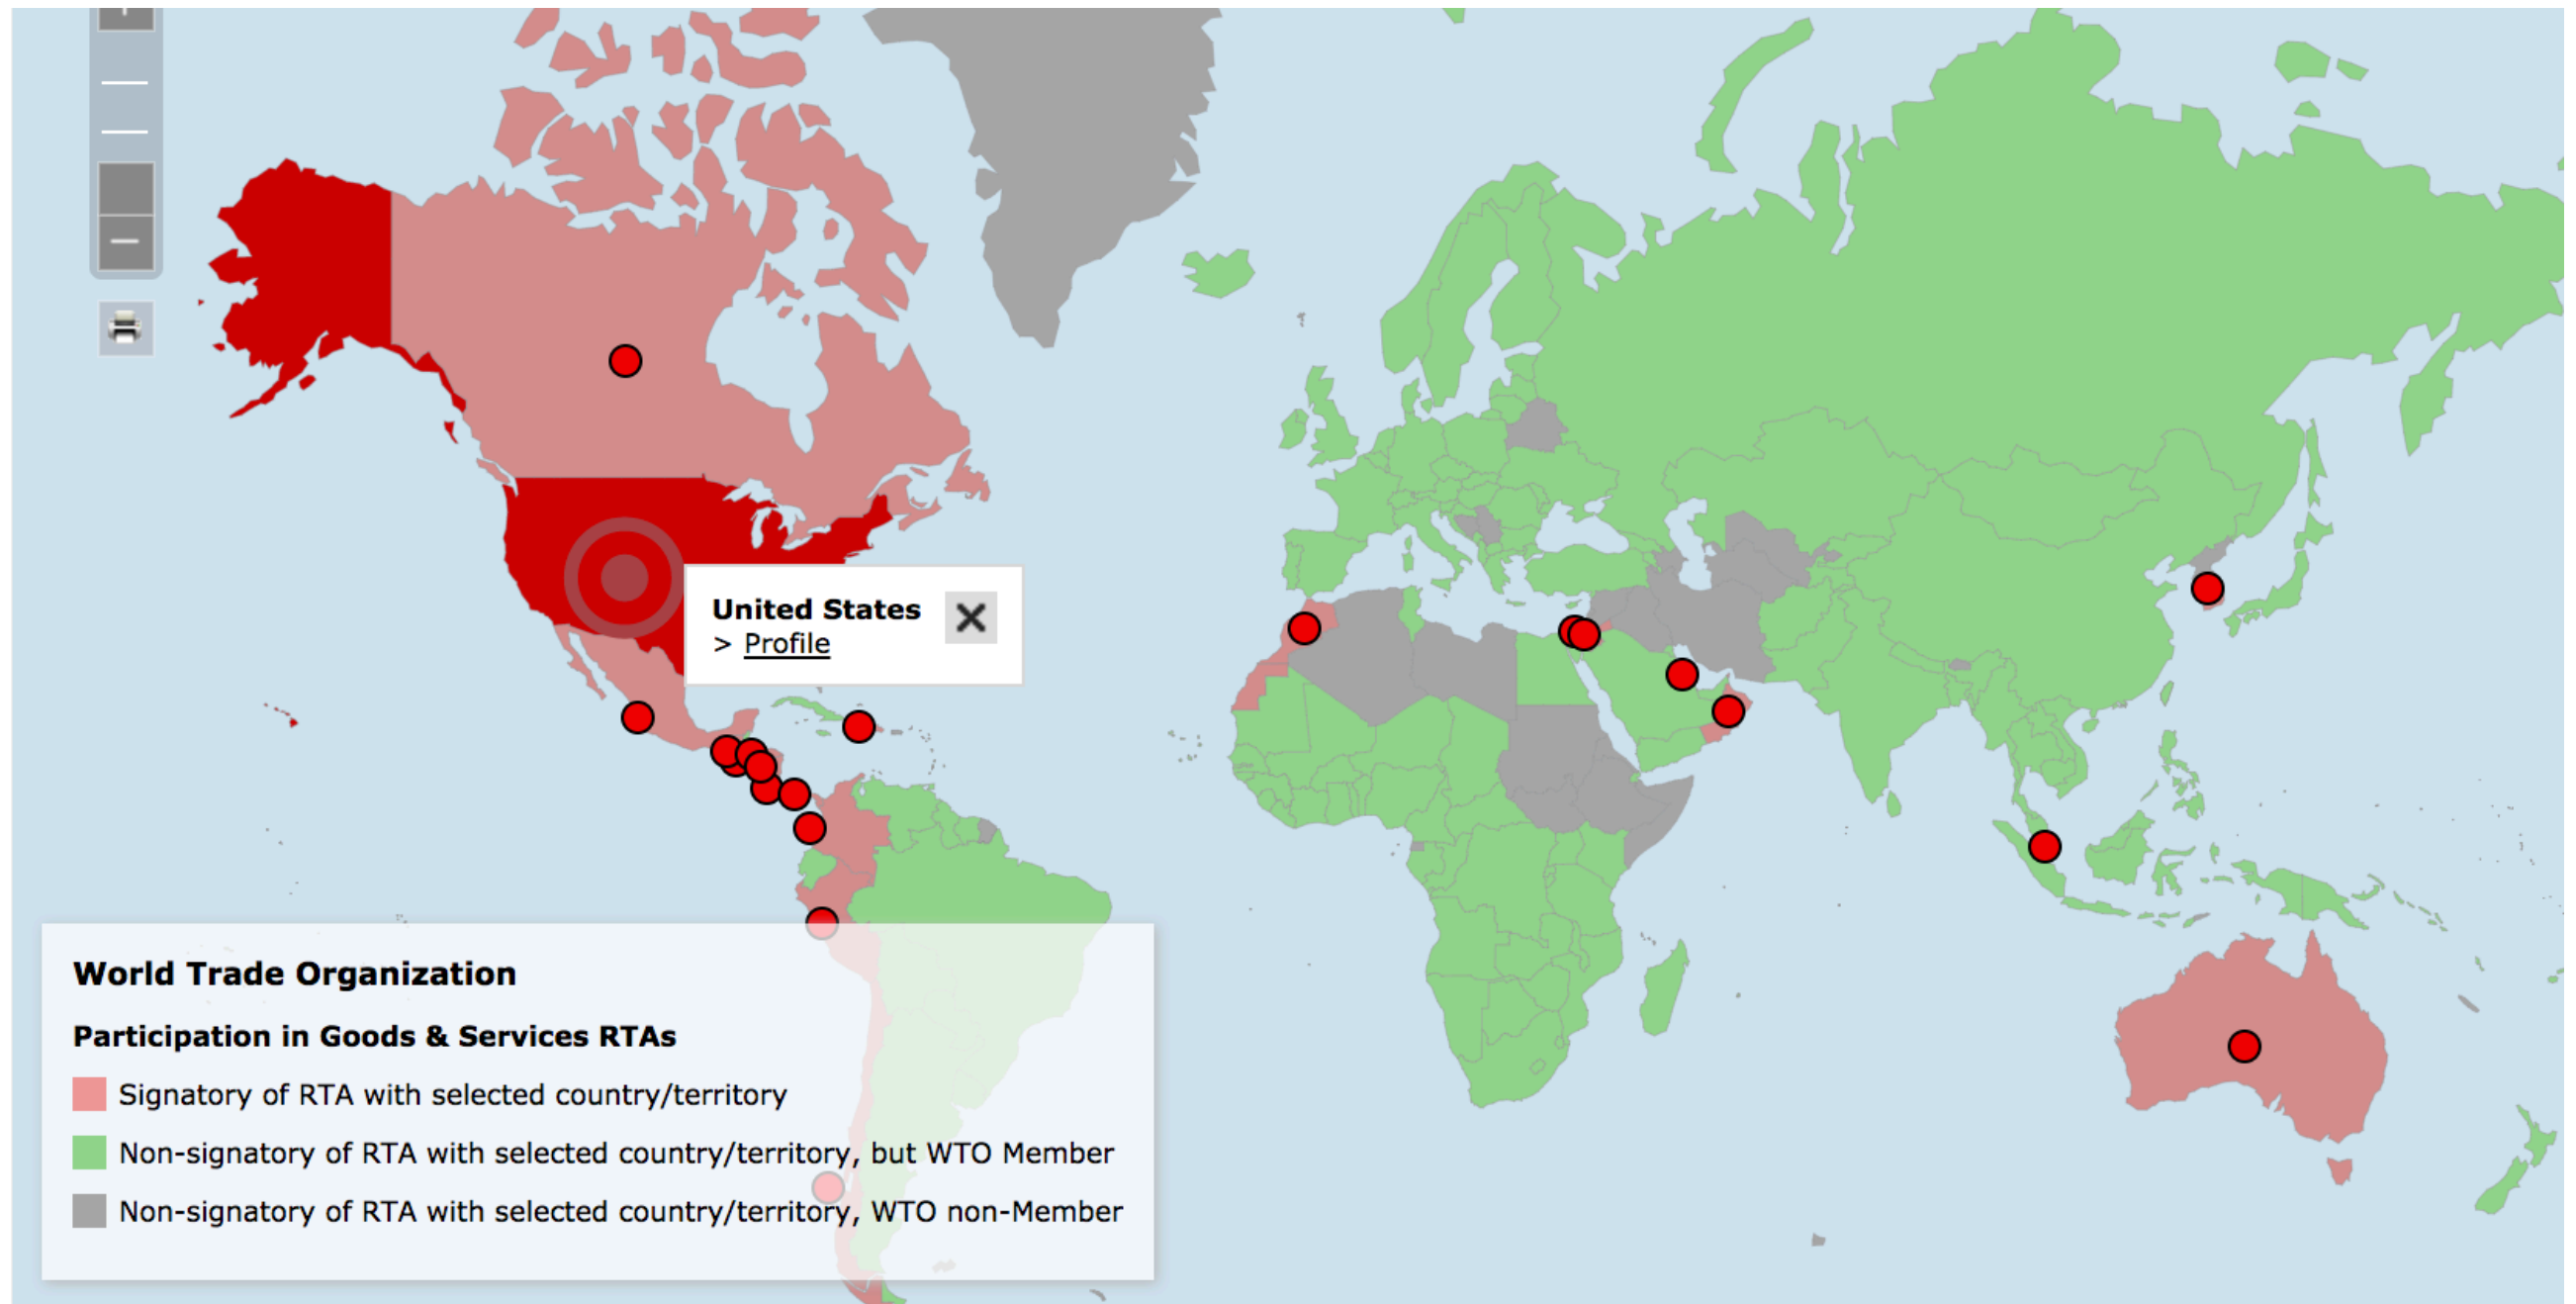 United States
> Profile
World Trade Organization
Participation in Goods & Services RTAs
Signatory of RTA with selected country/territory
Non-signatory of RTA with selected country/territory, but WTO Member
Non-signatory of RTA with selected country/territory, WTO non-Member